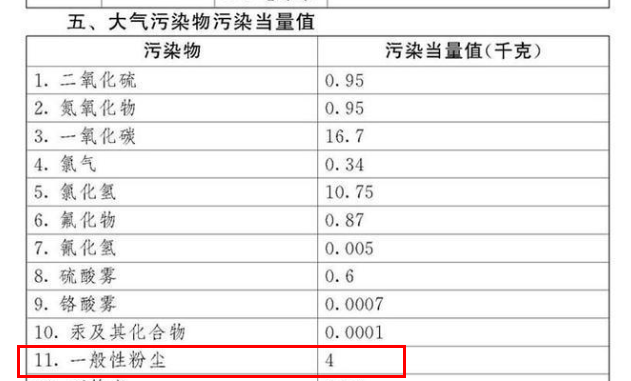 五、大气污染物污染当量值
污染物 污染当量值(千克)
1. 二氧化硫 0.95
2. 氮氧化物 0.95
3. 一氧化碳 16.7
4. 氯气 0.34
5. 氯化氢 10.75
6. 氟化物 0.87
7. 氰化氢 0.005
8. 硫酸雾 0.6
9. 铬酸雾 0.0007
10. 汞及其化合物 0.0001
11. 一般性粉尘 4